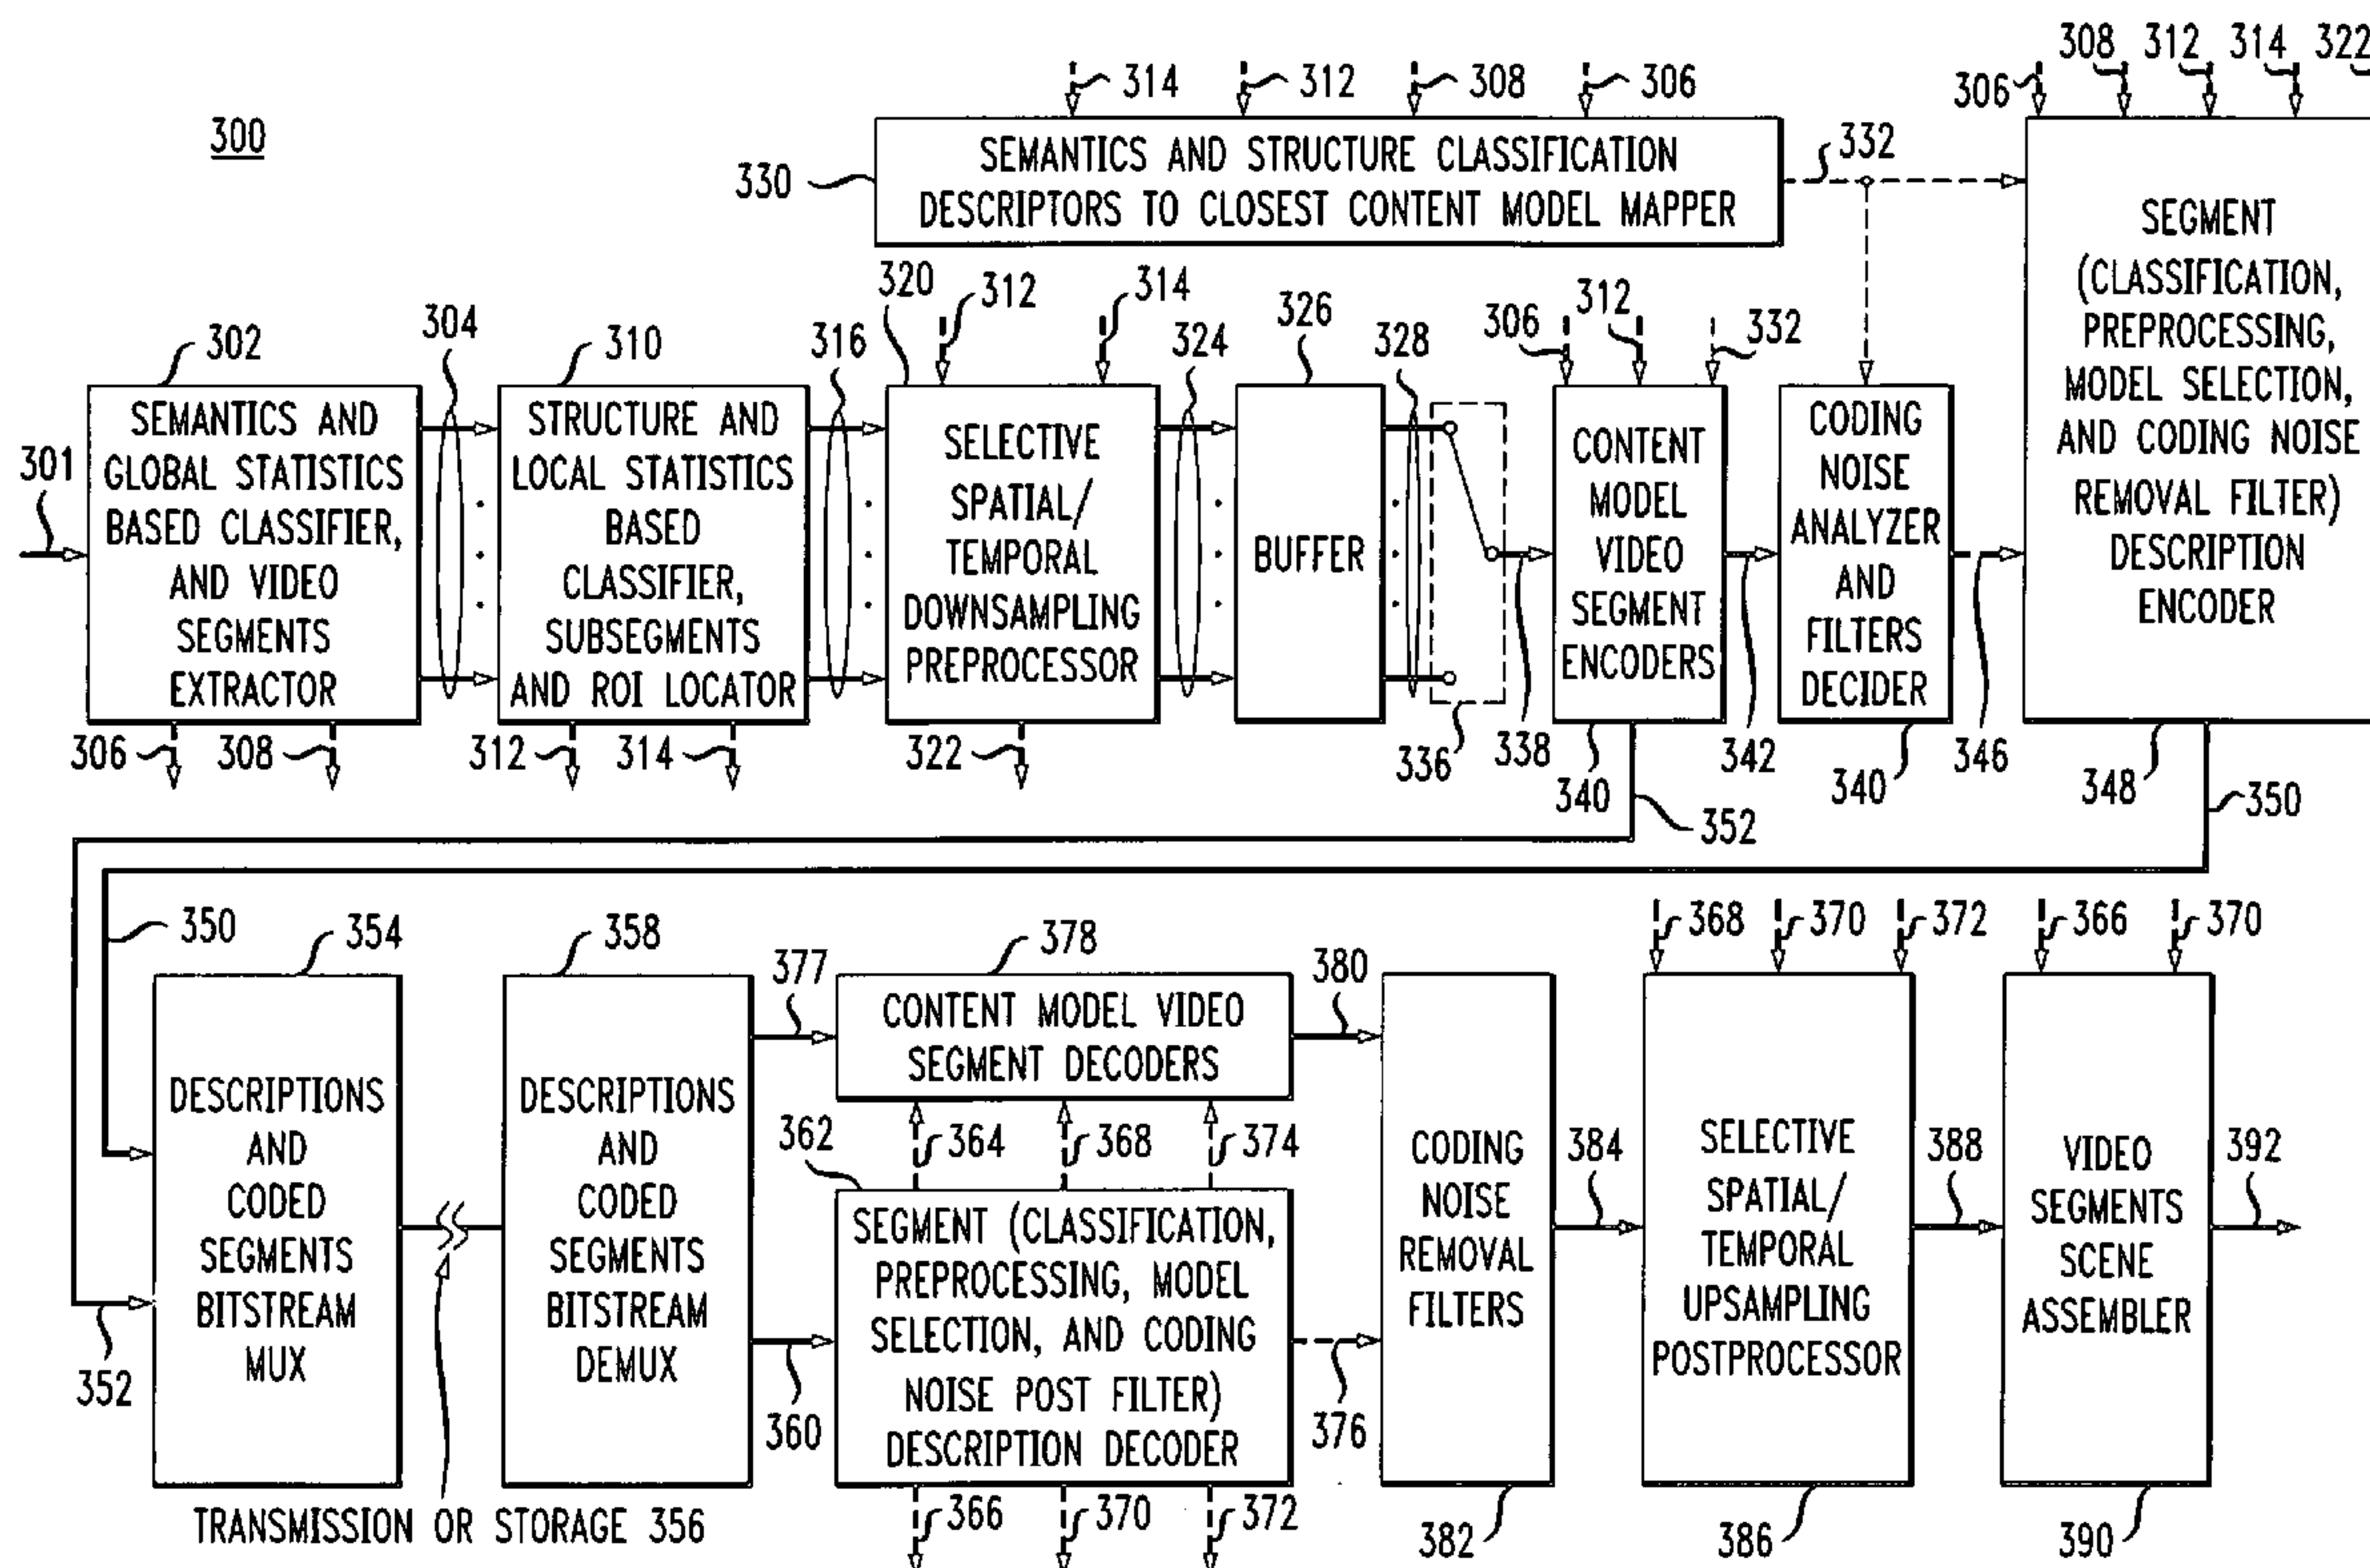 300
314
312
308
306
306
308
312
314
322
330
SEMANTICS AND STRUCTURE CLASSIFICATION
DESCRIPTORS TO CLOSEST CONTENT MODEL MAPPER
332
SEGMENT
(CLASSIFICATION,
PREPROCESSING,
MODEL SELECTION,
AND CODING NOISE
REMOVAL FILTER)
DESCRIPTION
ENCODER
301
302
SEMANTICS AND
GLOBAL STATISTICS
BASED CLASSIFIER,
AND VIDEO
SEGMENTS
EXTRACTOR
304
310
STRUCTURE AND
LOCAL STATISTICS
BASED
CLASSIFIER,
SUBSEGMENTS
AND ROI LOCATOR
316
320
312
314
SELECTIVE
SPATIAL/
TEMPORAL
DOWNSAMPLING
PREPROCESSOR
324
326
BUFFER
328
306
312
332
CONTENT
MODEL
VIDEO
SEGMENT
ENCODERS
CODING
NOISE
ANALYZER
AND
FILTERS
DECIDER
306
308
312
314
322
336
338
340
342
340
346
348
350
352
350
354
DESCRIPTIONS
AND
CODED
SEGMENTS
BITSTREAM
MUX
352
358
DESCRIPTIONS
AND
CODED
SEGMENTS
BITSTREAM
DEMUX
TRANSMISSION OR STORAGE 356
377
378
CONTENT MODEL VIDEO
SEGMENT DECODERS
380
362
364
368
374
SEGMENT (CLASSIFICATION,
PREPROCESSING, MODEL
SELECTION, AND CODING
NOISE POST FILTER)
DESCRIPTION DECODER
360
376
366
370
372
CODING
NOISE
REMOVAL
FILTERS
382
384
368
370
372
SELECTIVE
SPATIAL/
TEMPORAL
UPSAMPLING
POSTPROCESSOR
386
388
366
370
VIDEO
SEGMENTS
SCENE
ASSEMBLER
390
392